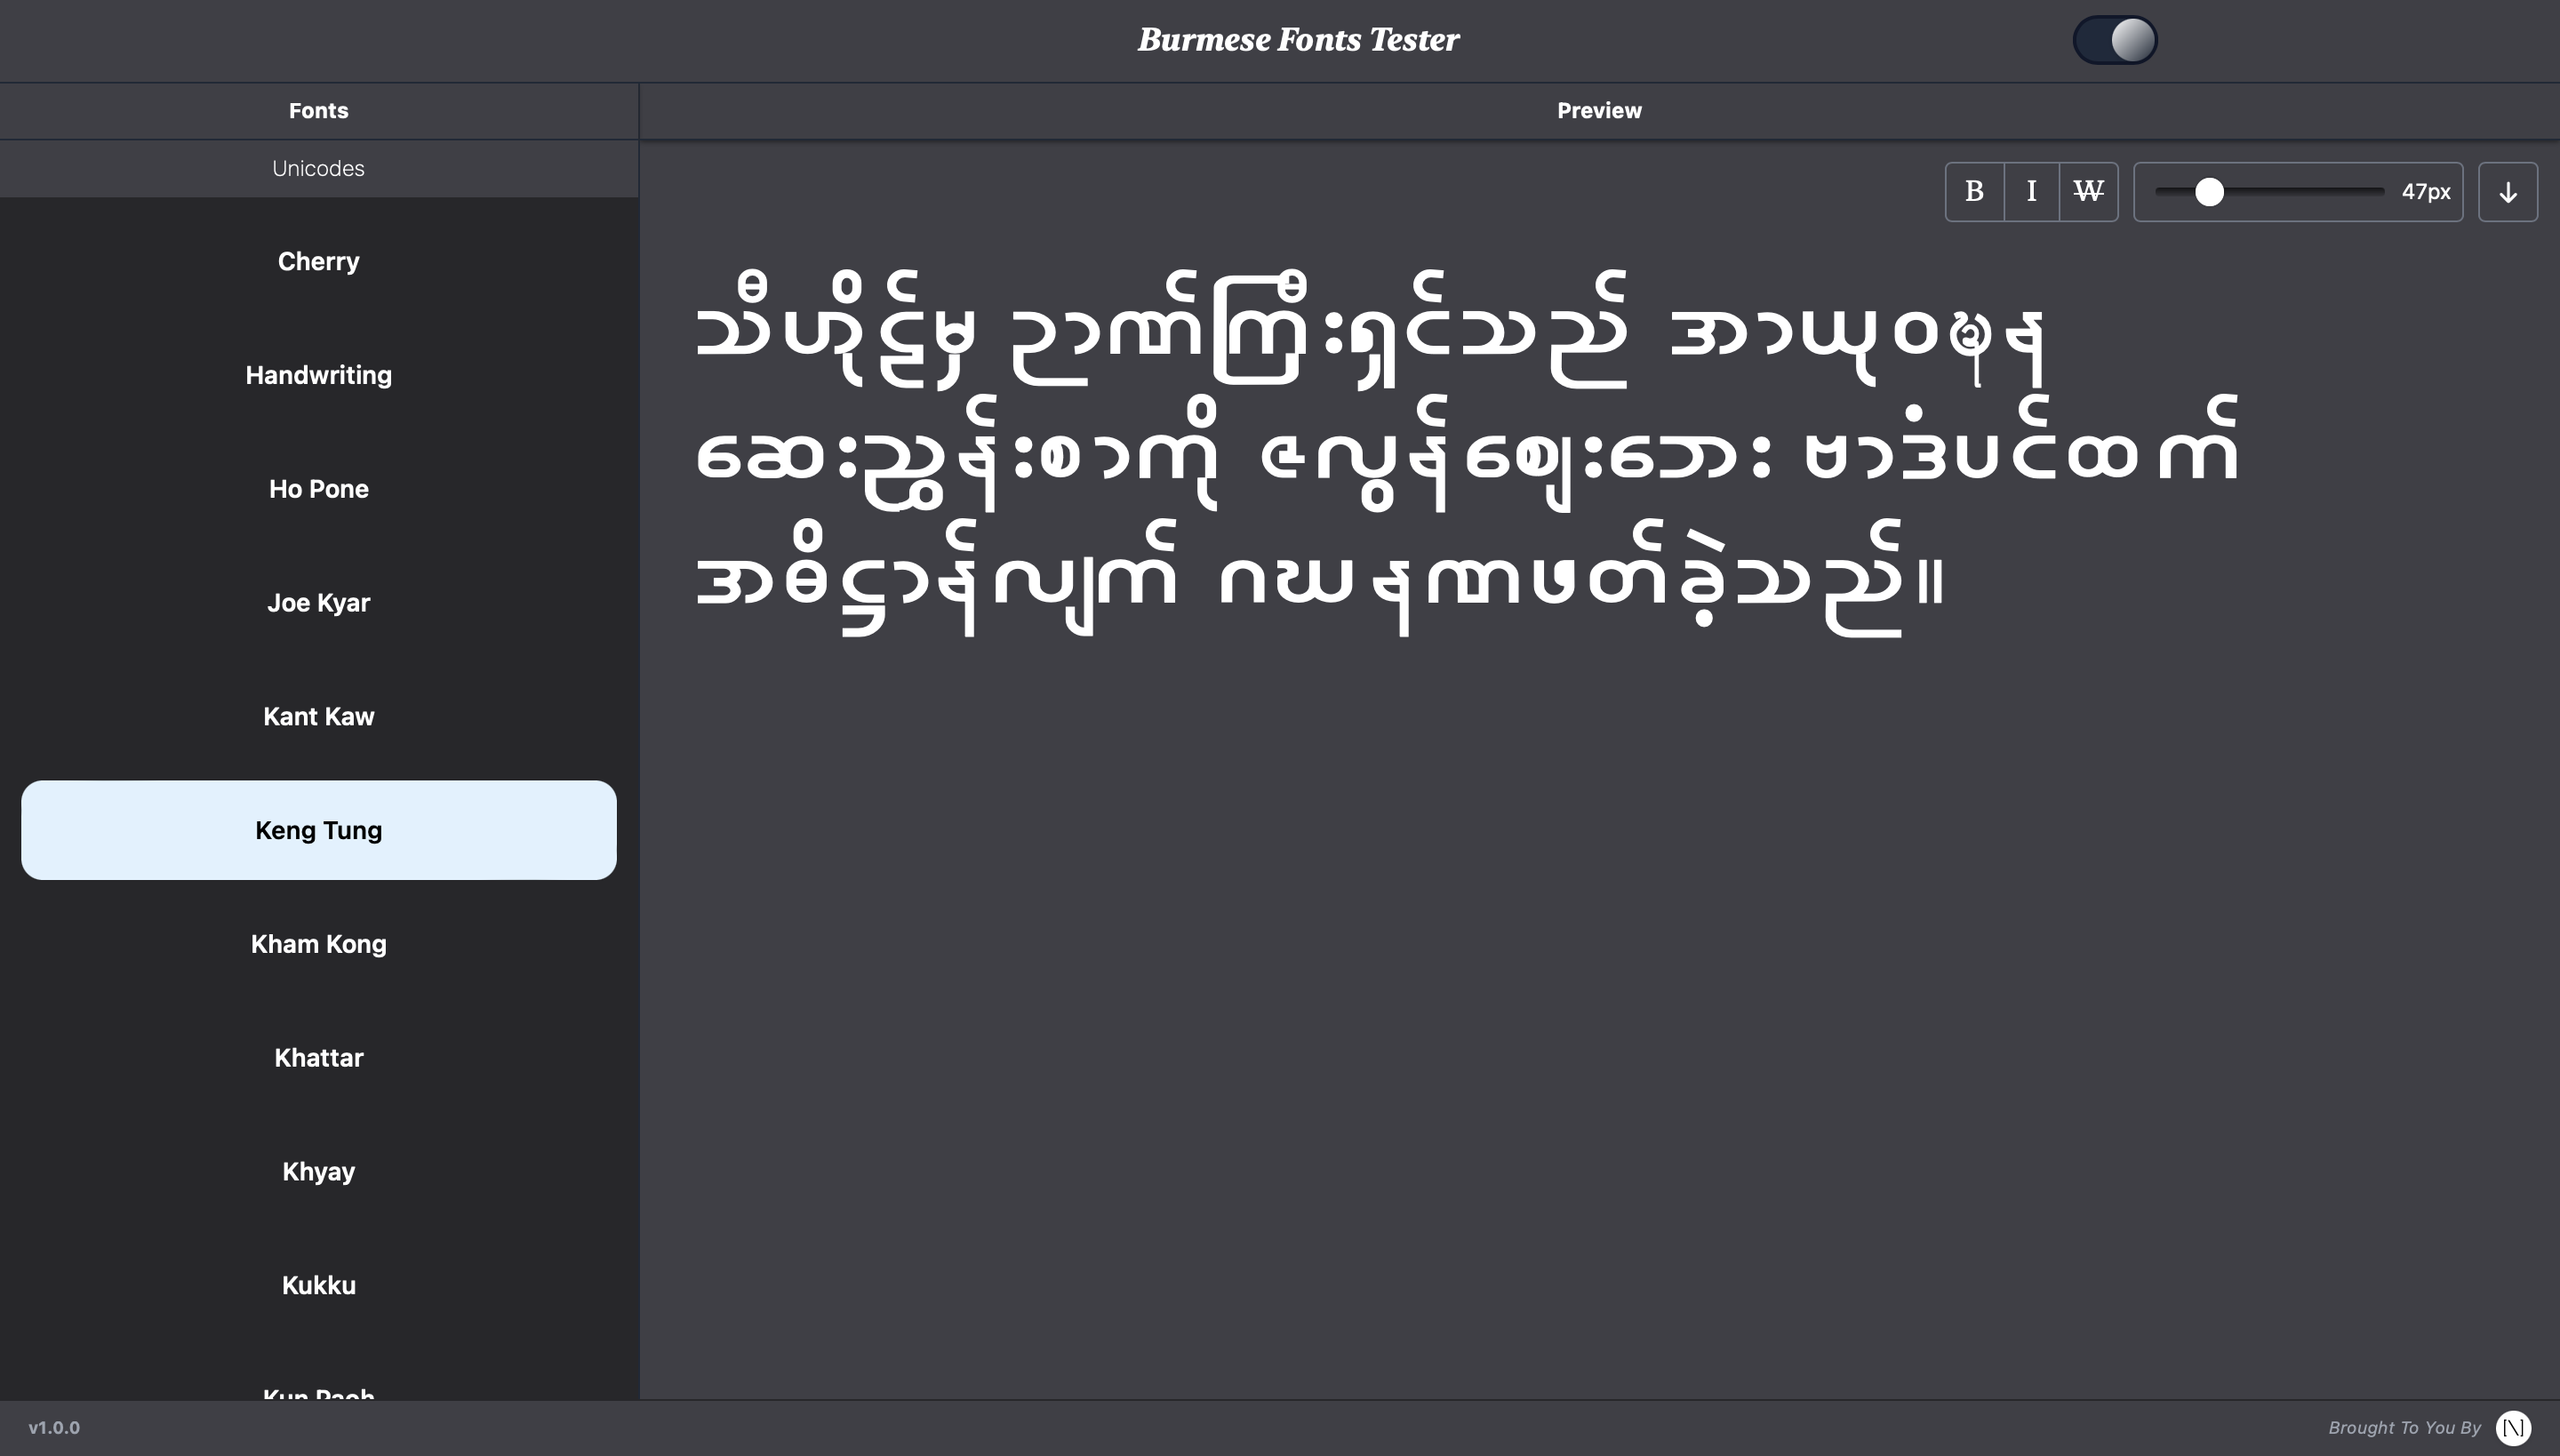 Burmese Fonts Tester
Fonts
Preview
Unicodes
B I W 47px
Cherry
Handwriting
Ho Pone
Joe Kyar
Kant Kaw
Keng Tung
Kham Kong
Khattar
Khyay
Kukku
Kun Paoh
သီဟိုဠ်မှ ဉာဏ်ကြီးရှင်သည် အာယုဝဍ္ဎန
ဆေးညွှန်းစာကို ဇလွန်ဈေးဘေး ဗာဒံပင်ထက်
အဓိဋ္ဌာန်လျက် ဂဃနဏဖတ်ခဲ့သည်။
v1.0.0
Brought To You By [\]